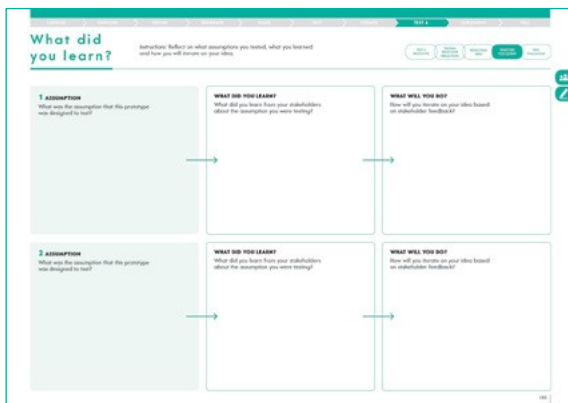 TEST A
What did
you learn?
Instructions: Reflect on what assumptions you tested, what you learned
and how you will iterate on your idea.
1 ASSUMPTION
What was the assumption that this prototype
was designed to test?
WHAT DID YOU LEARN?
What did you learn from your stakeholders
about the assumption you were testing?
WHAT WILL YOU DO?
How will you iterate on your idea based
on stakeholder feedback?
2 ASSUMPTION
What was the assumption that this prototype
was designed to test?
WHAT DID YOU LEARN?
What did you learn from your stakeholders
about the assumption you were testing?
WHAT WILL YOU DO?
How will you iterate on your idea based
on stakeholder feedback?